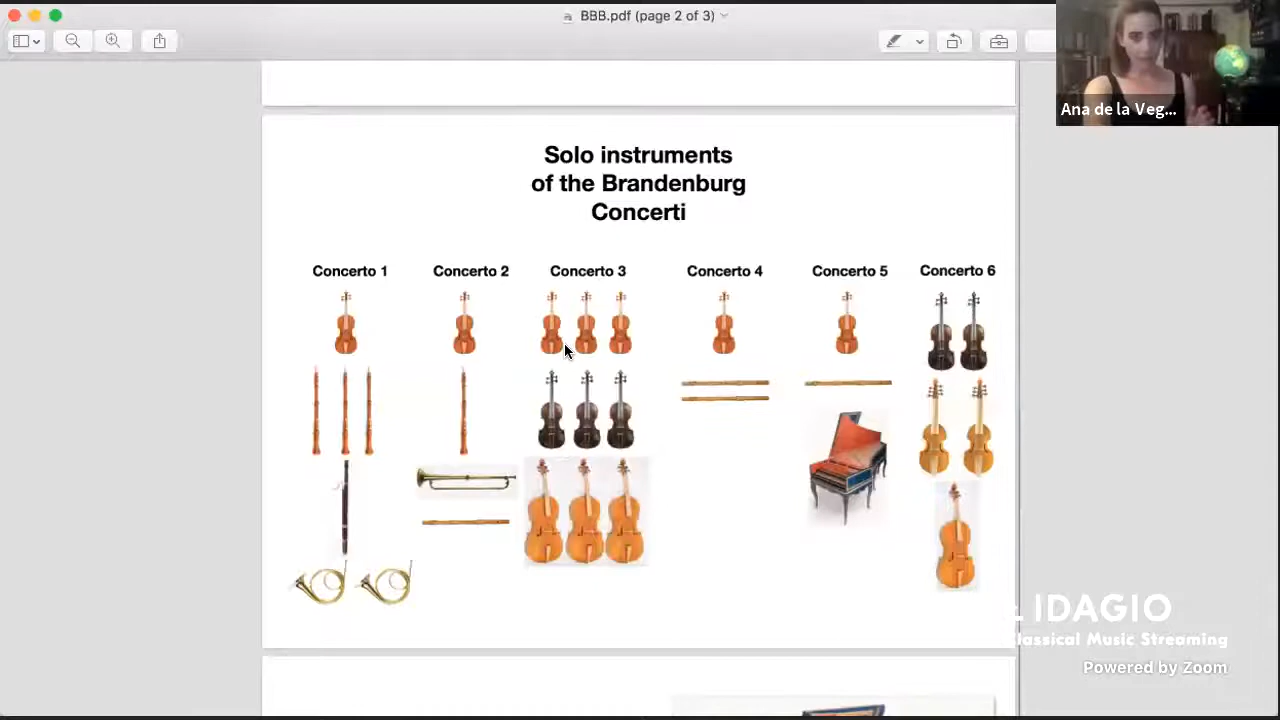 BBB.pdf (page 2 of 3)
Ana de la Veg...
Solo instruments
of the Brandenburg
Concerti
Concerto 1
Concerto 2
Concerto 3
Concerto 4
Concerto 5
Concerto 6
IDAGIO
Classical Music Streaming
Powered by Zoom